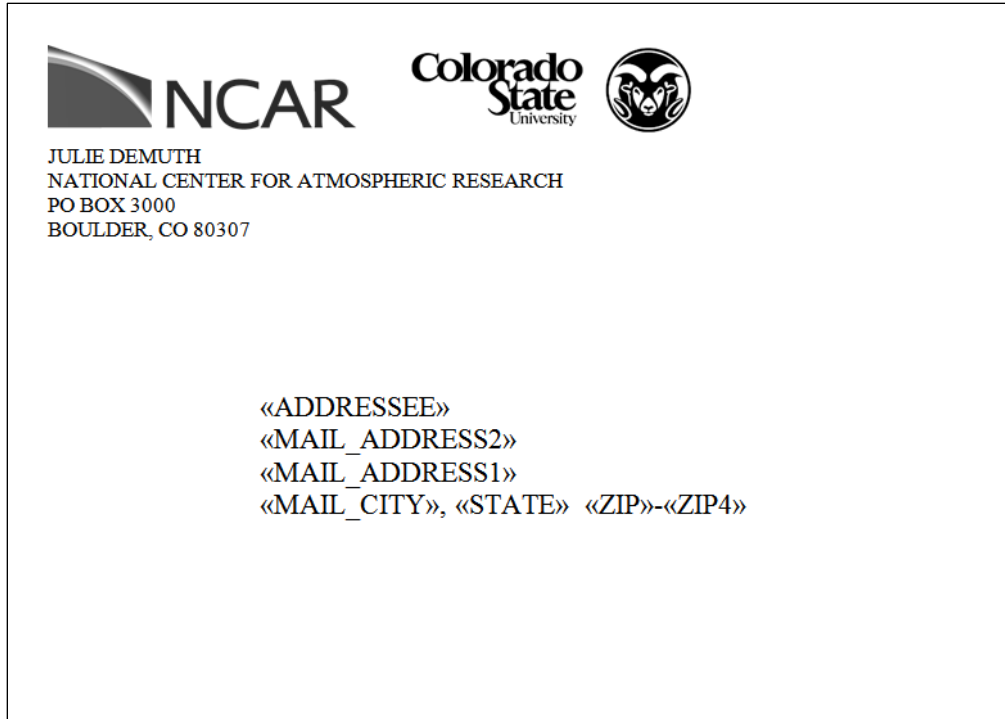 NCAR
Colorado
State
University
JULIE DEMUTH
NATIONAL CENTER FOR ATMOSPHERIC RESEARCH
PO BOX 3000
BOULDER, CO 80307
«ADDRESSEE»
«MAIL_ADDRESS2»
«MAIL_ADDRESS1»
«MAIL_CITY», «STATE»  «ZIP»-«ZIP4»